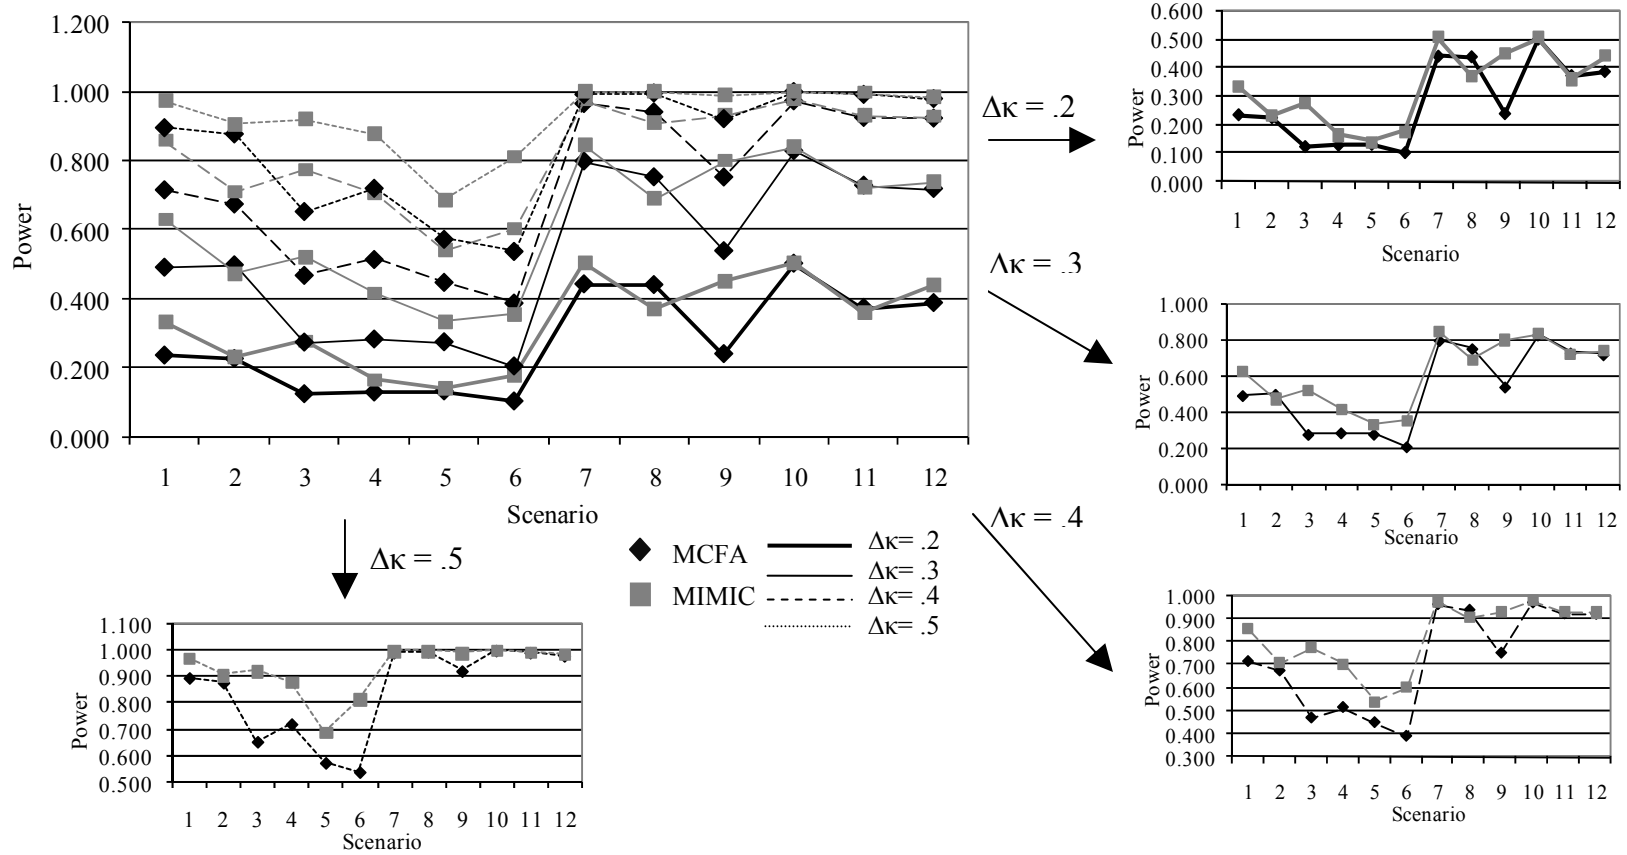 1.200
1.000
0.800
0.600
0.400
0.200
0.000
Power
1 2 3 4 5 6 7 8 9 10 11 12
Scenario
Δκ = .2
0.600
0.500
0.400
0.300
0.200
0.100
0.000
Power
1 2 3 4 5 6 7 8 9 10 11 12
Scenario
Δκ = .3
1.000
0.800
0.600
0.400
0.200
0.000
Power
1 2 3 4 5 6 7 8 9 10 11 12
Scenario
Δκ = .4
1.000
0.900
0.800
0.700
0.600
0.500
0.400
0.300
Power
1 2 3 4 5 6 7 8 9 10 11 12
Scenario
MCFA
MIMIC
Δκ= .2
Δκ= .3
Δκ= .4
Δκ= .5
Δκ = .5
1.100
1.000
0.900
0.800
0.700
0.600
0.500
Power
1 2 3 4 5 6 7 8 9 10 11 12
Scenario